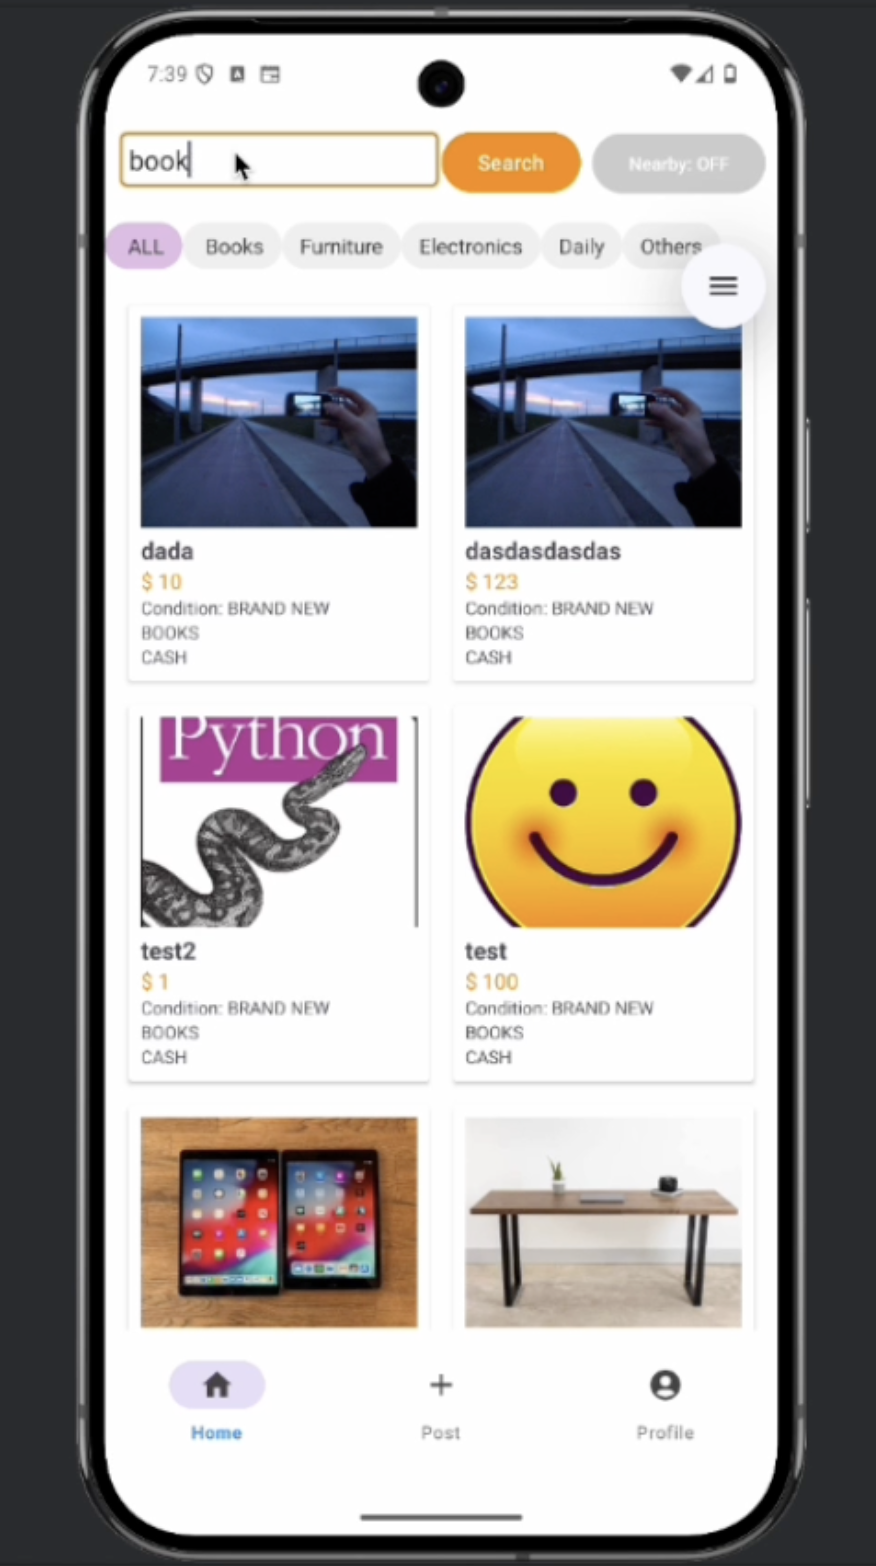 7:39
book Search Nearby: OFF
ALL Books Furniture Electronics Daily Others
dada
$ 10
Condition: BRAND NEW
BOOKS
CASH
dasdasdasdas
$ 123
Condition: BRAND NEW
BOOKS
CASH
Python
test2
$ 1
Condition: BRAND NEW
BOOKS
CASH
test
$ 100
Condition: BRAND NEW
BOOKS
CASH
Home Post Profile